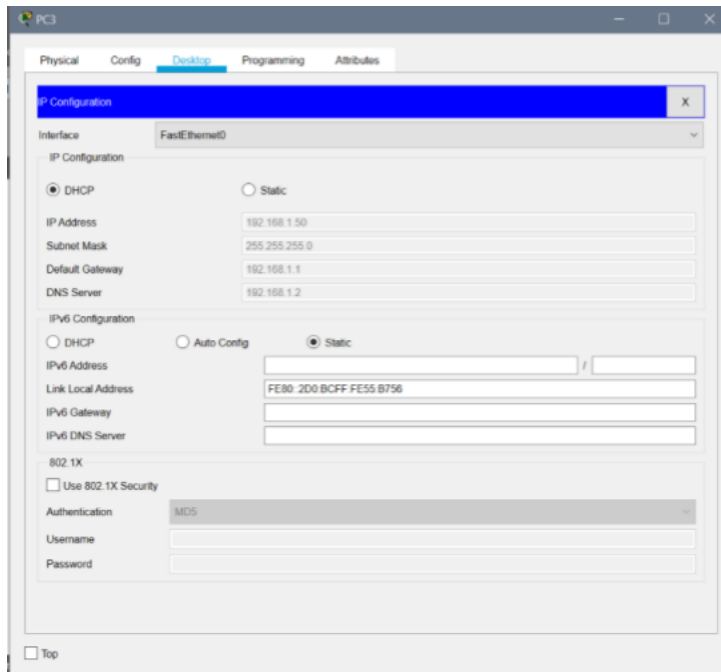 PC3
Physical Config Desktop Programming Attributes
IP Configuration X
Interface FastEthernet0
IP Configuration
DHCP Static
IP Address 192.168.1.50
Subnet Mask 255.255.255.0
Default Gateway 192.168.1.1
DNS Server 192.168.1.2
IPv6 Configuration
DHCP Auto Config Static
IPv6 Address /
Link Local Address FE80::2D0:BCFF:FE55:B756
IPv6 Gateway
IPv6 DNS Server
802.1X
Use 802.1X Security
Authentication MD5
Username
Password
Top